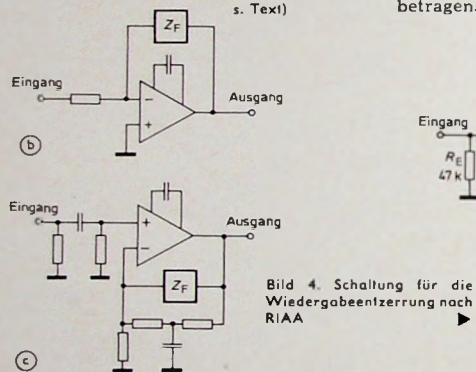 s. Text)
betragen.
Z_F
Eingang
−
+
Ausgang
b
Eingang
R_E
47 k
Eingang
+
−
Ausgang
Z_F
c
Bild 4. Schaltung für die
Wiedergabeentzerrung nach
RIAA ▶